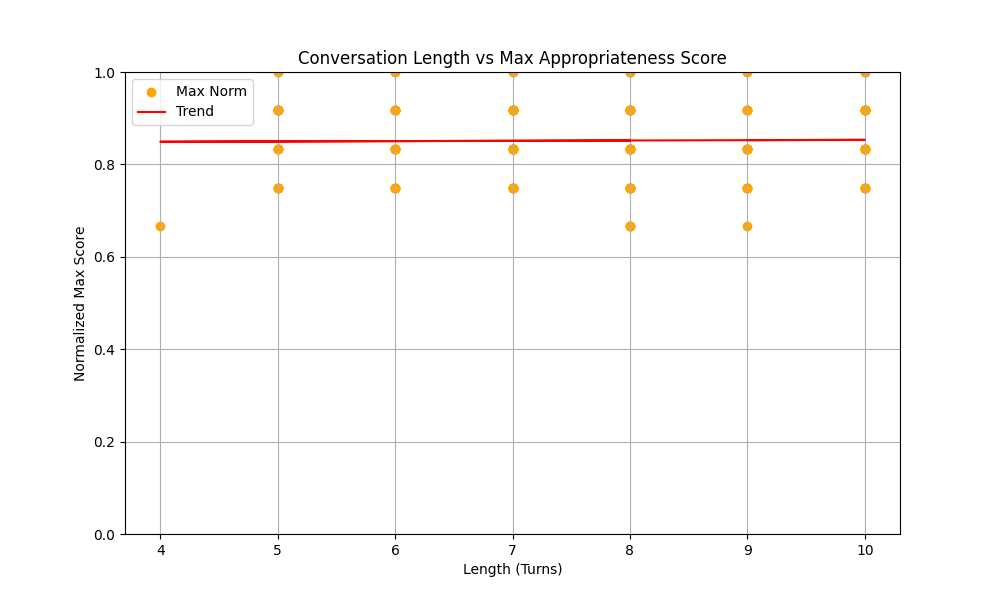 Conversation Length vs Max Appropriateness Score
Max Norm
Trend
Normalized Max Score
1.0
0.8
0.6
0.4
0.2
0.0
4 5 6 7 8 9 10
Length (Turns)